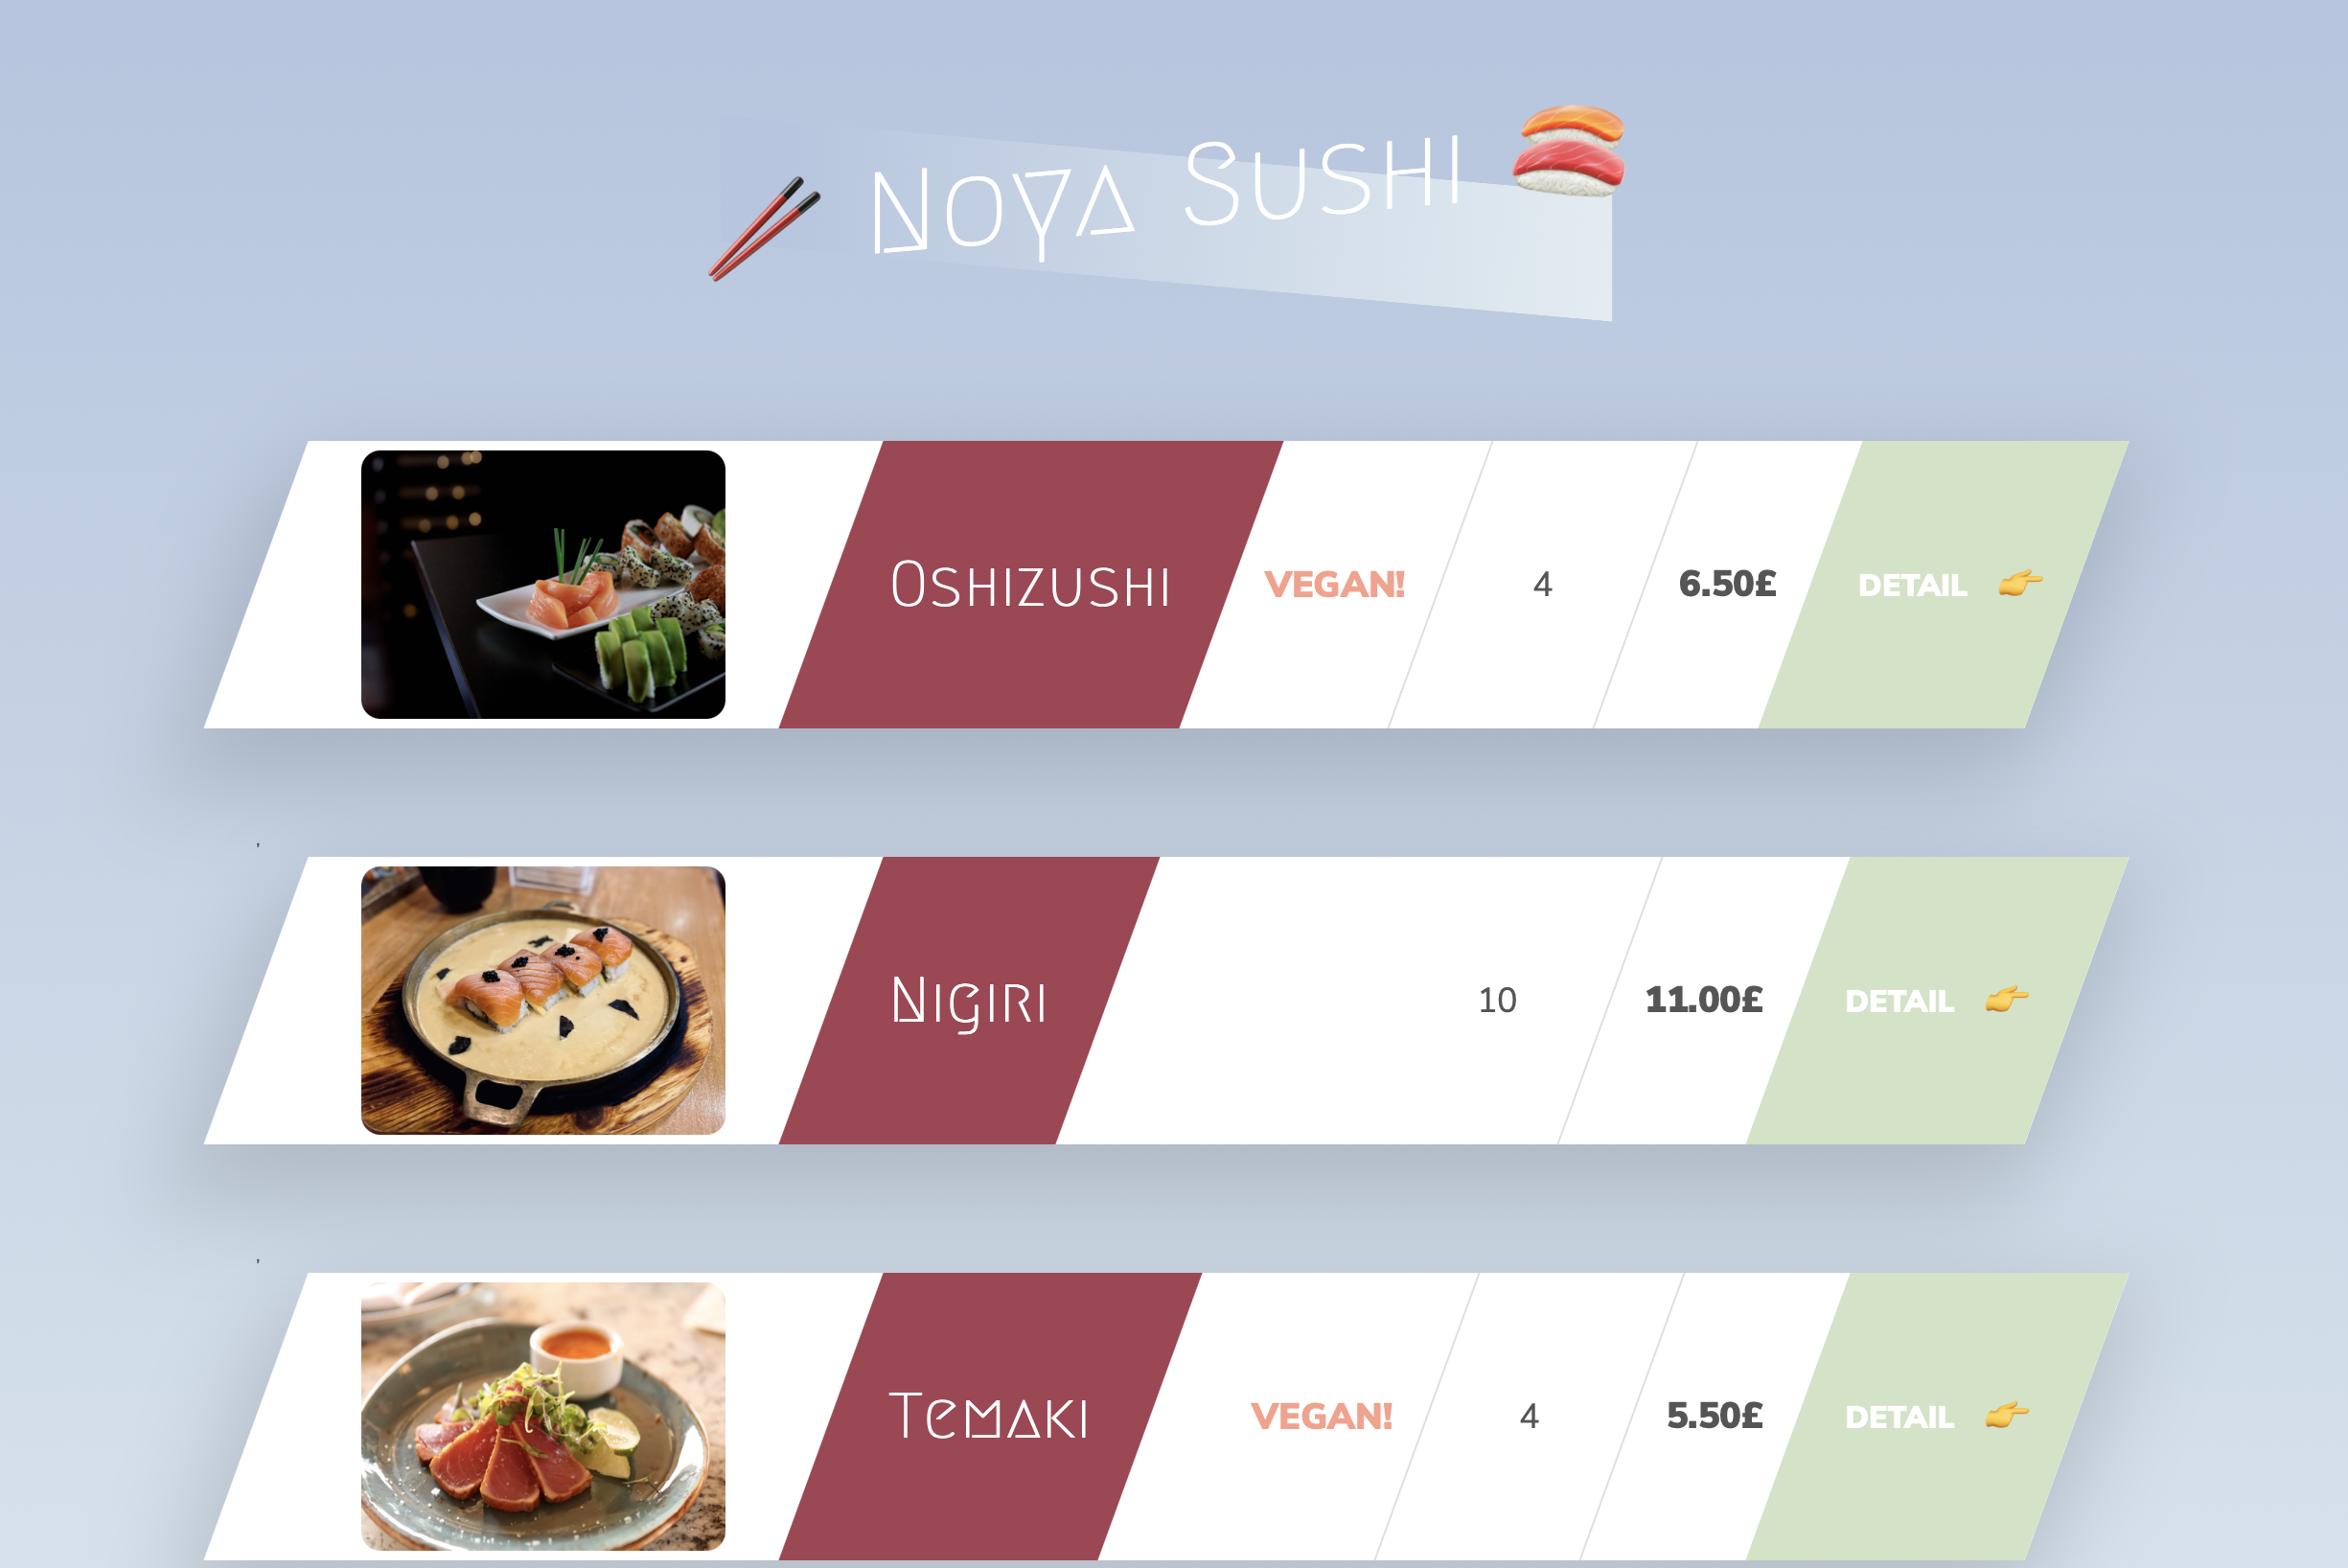 Noya Sushi
Oshizushi VEGAN! 4 6.50£ DETAIL
,
Nigiri 10 11.00£ DETAIL
,
Temaki VEGAN! 4 5.50£ DETAIL